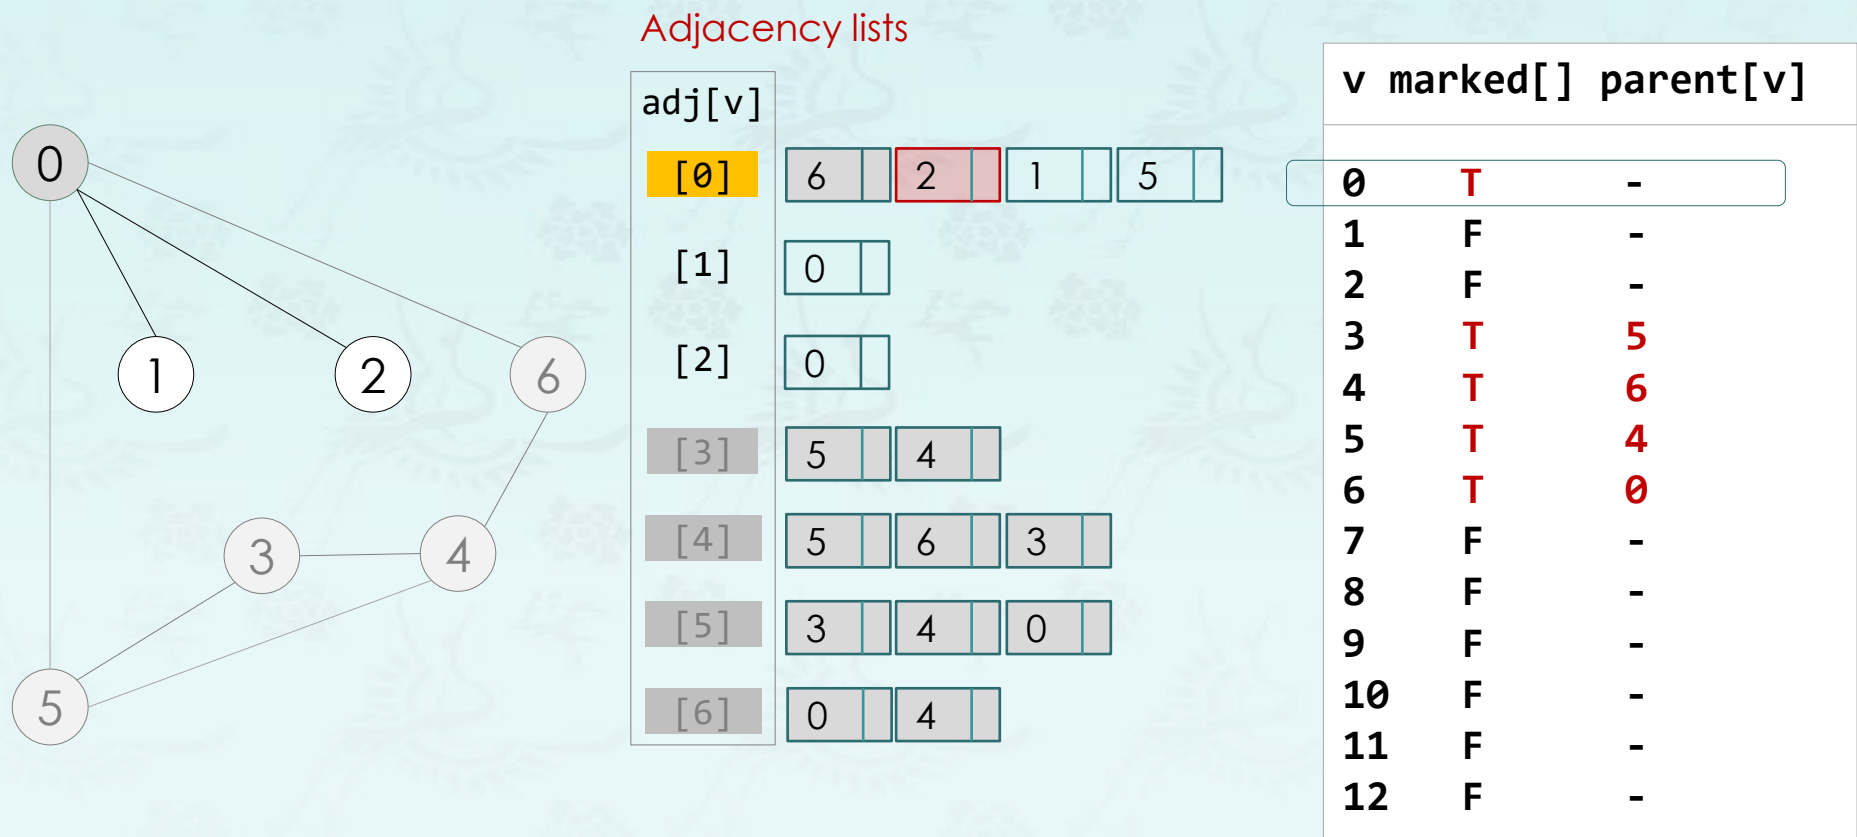 Adjacency lists
adj[v]
[0] 6 2 1 5
[1] 0
[2] 0
[3] 5 4
[4] 5 6 3
[5] 3 4 0
[6] 0 4
0
1
2
6
3
4
5
v marked[] parent[v]
0 T -
1 F -
2 F -
3 T 5
4 T 6
5 T 4
6 T 0
7 F -
8 F -
9 F -
10 F -
11 F -
12 F -